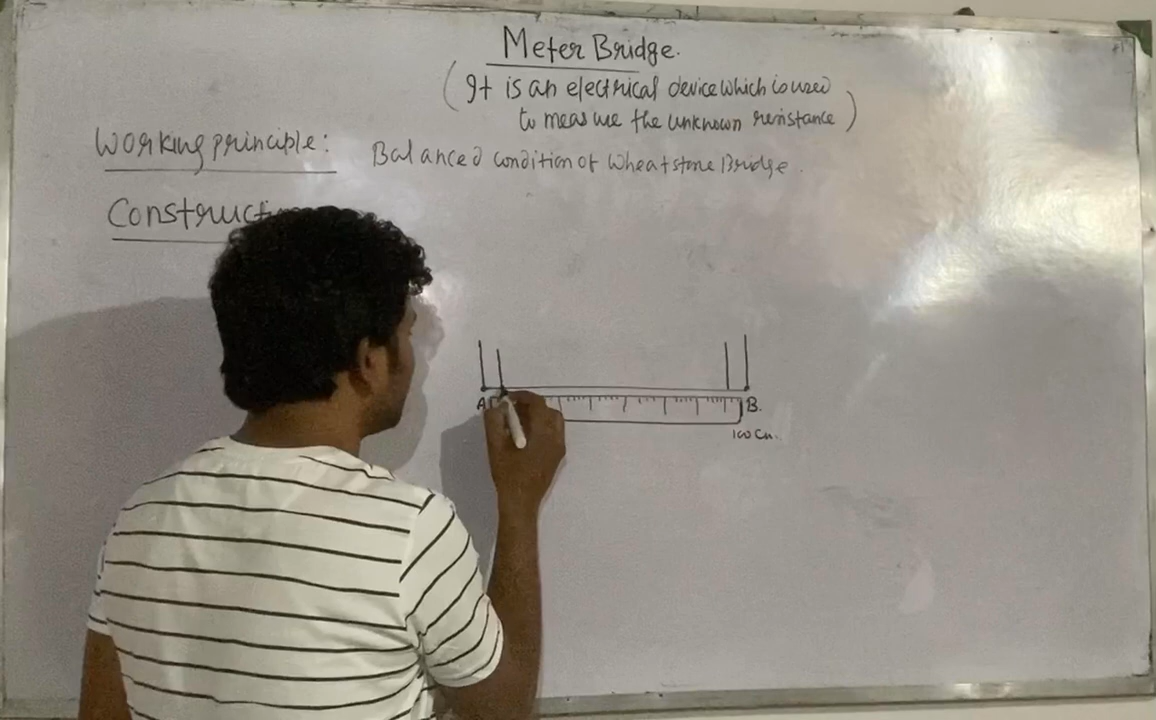 Meter Bridge.
(It is an electrical device which is used
to measure the unknown resistance)
Working principle: Balanced condition of Wheatstone Bridge.
Constructi
A B.
100 Cm.